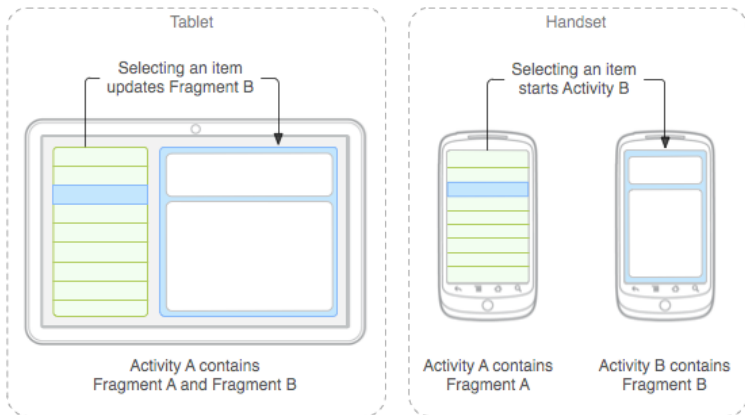 Tablet
Selecting an item
updates Fragment B
Activity A contains
Fragment A and Fragment B
Handset
Selecting an item
starts Activity B
Activity A contains
Fragment A
Activity B contains
Fragment B